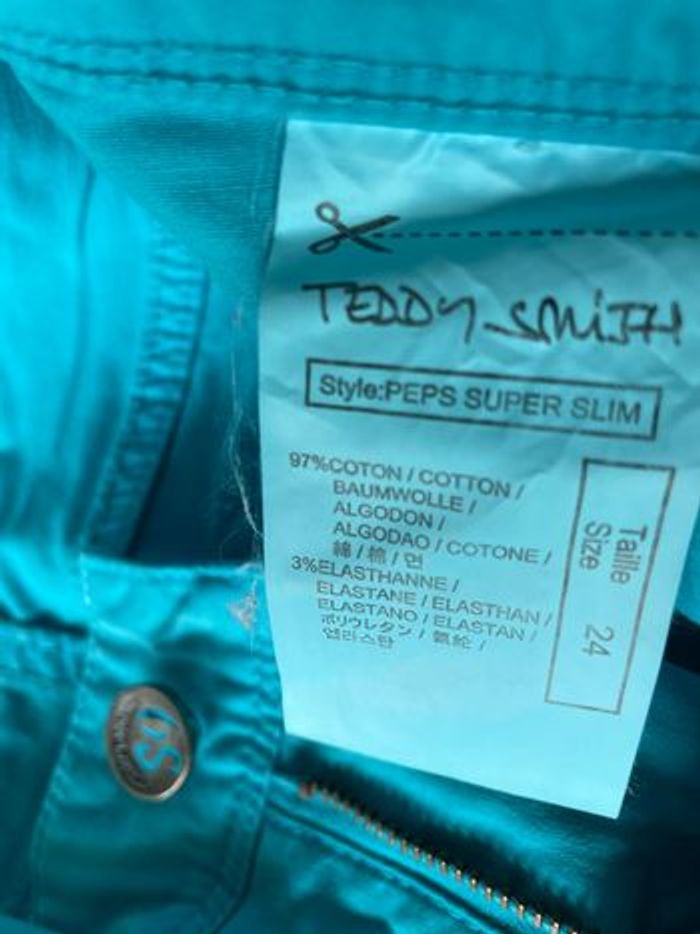 TEDDY SMITH
Style:PEPS SUPER SLIM
97%COTON / COTTON /
BAUMWOLLE /
ALGODON /
ALGODAO / COTONE /
綿 / 棉 / 면
3%ELASTHANNE /
ELASTANE / ELASTHAN /
ELASTANO / ELASTAN /
ポリウレタン / 氨纶 /
엘라스탄
Taille
Size 24